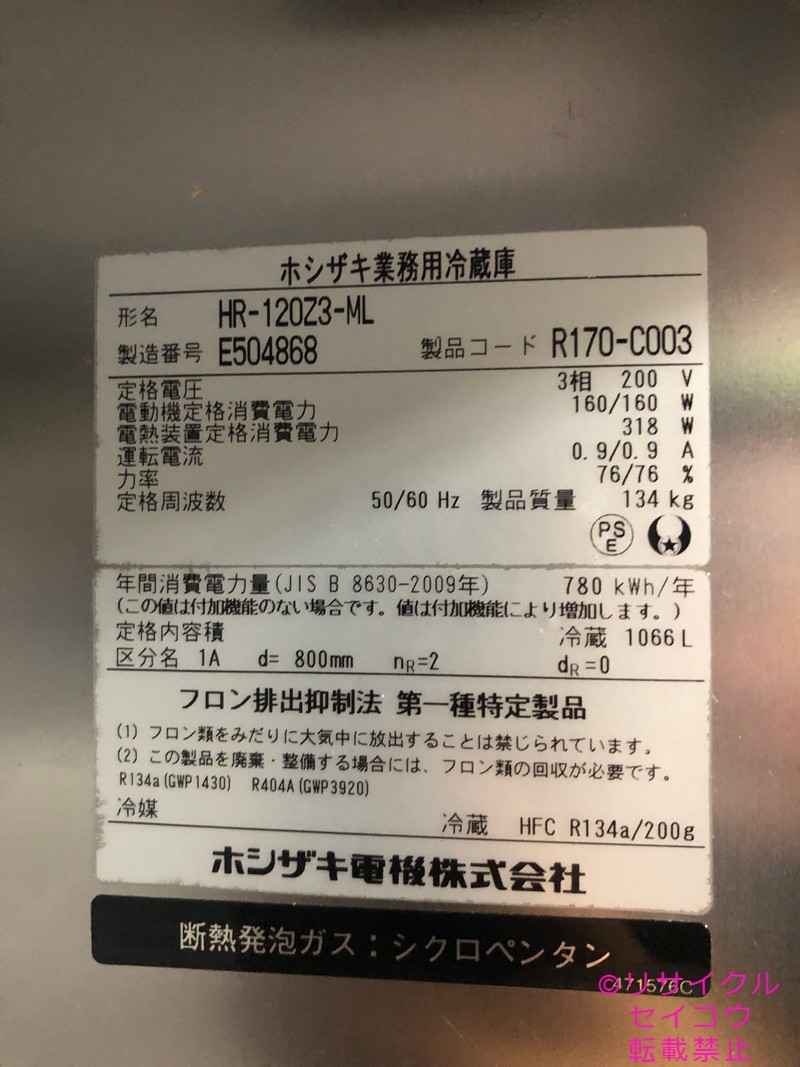 ホシザキ業務用冷蔵庫
形名 HR-120Z3-ML
製造番号 E504868 製品コード R170-C003
定格電圧 3相 200 V
電動機定格消費電力 160/160 W
電熱装置定格消費電力 318 W
運転電流 0.9/0.9 A
力率 76/76 %
定格周波数 50/60 Hz 製品質量 134 kg
PS
E
年間消費電力量(JIS B 8630-2009年) 780 kWh/年
(この値は付加機能のない場合です。値は付加機能により増加します。)
定格内容積 冷蔵 1066L
区分名 1A d= 800mm nR=2 dR=0
フロン排出抑制法 第一種特定製品
(1) フロン類をみだりに大気中に放出することは禁じられています。
(2) この製品を廃棄・整備する場合には、フロン類の回収が必要です。
R134a(GWP1430) R404A(GWP3920)
冷媒
冷蔵 HFC R134a/200g
ホシザキ電機株式会社
断熱発泡ガス：シクロペンタン
471576C
©リサイクル
セイコウ
転載禁止